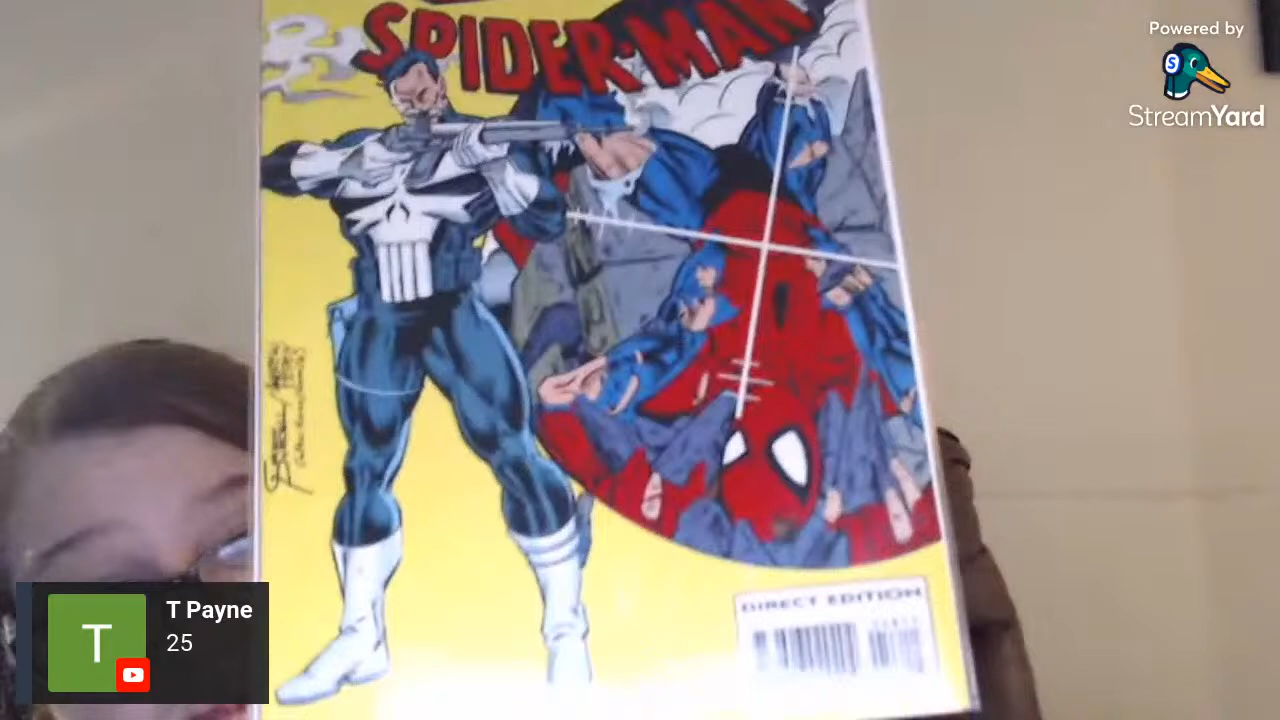 SPIDER-MAN
Powered by
StreamYard
T Payne
25
T
DIRECT EDITION